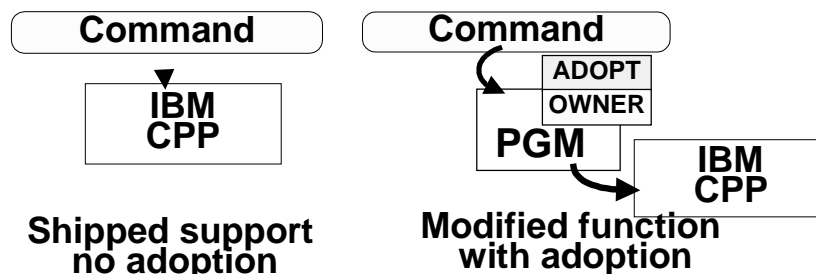 Command
IBM
CPP
Shipped support
no adoption
Command
ADOPT
OWNER
PGM
IBM
CPP
Modified function
with adoption